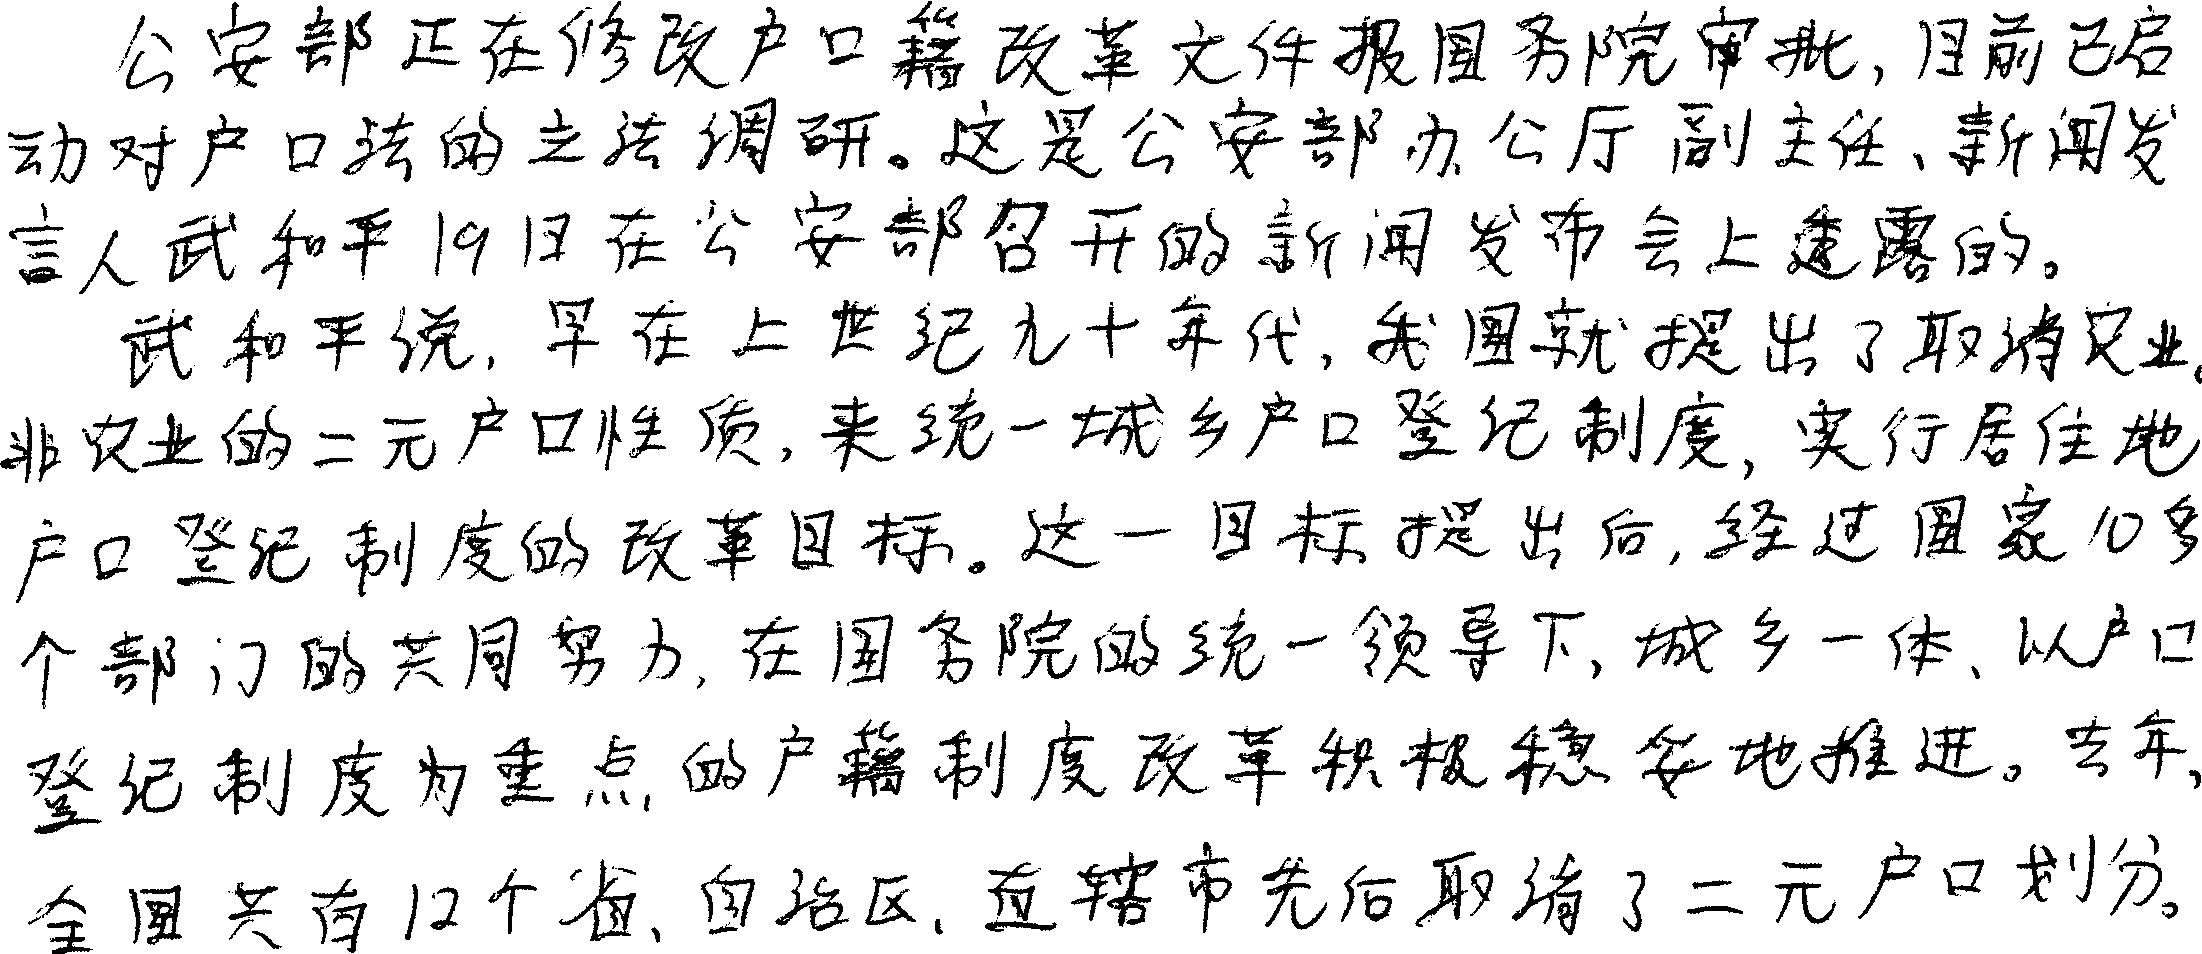 公安部正在修改户口籍改革文件报国务院审批,目前已启
动对户口法的立法调研。这是公安部办公厅副主任、新闻发
言人武和平19日在公安部召开的新闻发布会上透露的。
武和平说,早在上世纪九十年代,我国就提出了取消农业、
非农业的二元户口性质,来统一城乡户口登记制度,实行居住地
户口登记制度的改革目标。这一目标提出后,经过国家10多
个部门的共同努力,在国务院的统一领导下,城乡一体、以户口
登记制度为重点的户籍制度改革积极稳妥地推进。去年,
全国共有12个省、自治区、直辖市先后取消了二元户口划分。